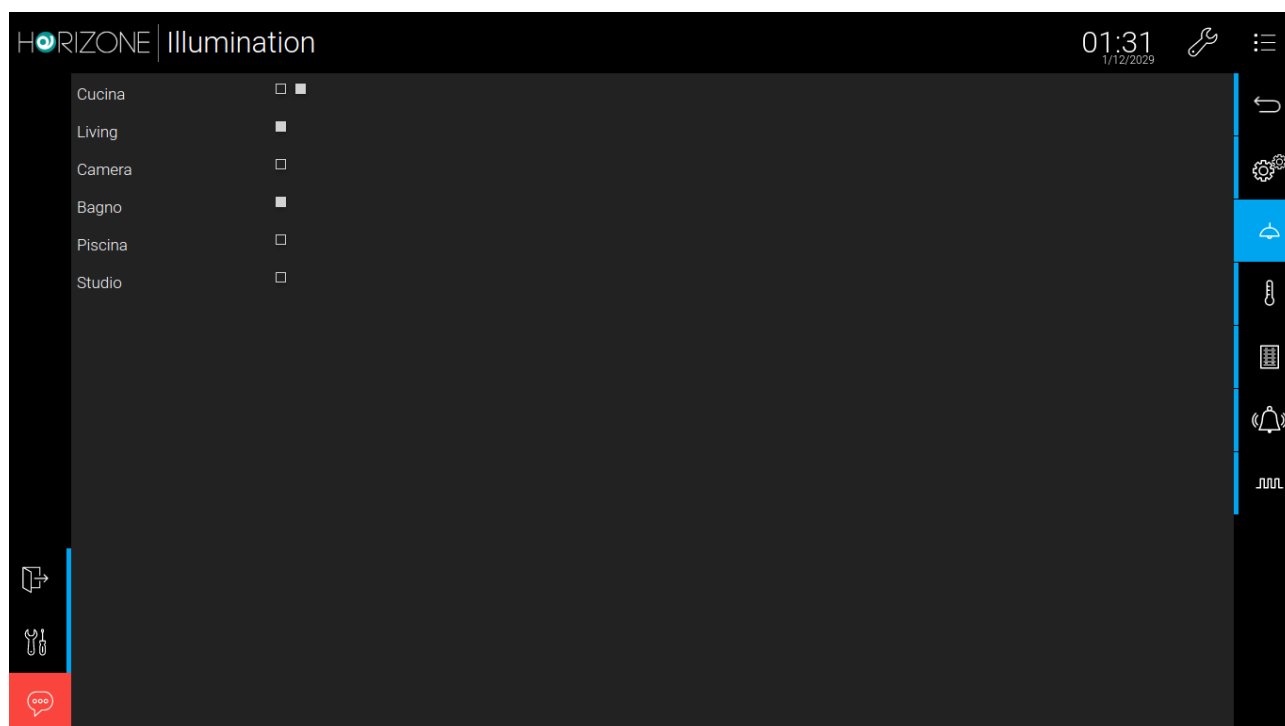 HORIZONE Illumination
01:31
1/12/2029
Cucina
Living
Camera
Bagno
Piscina
Studio